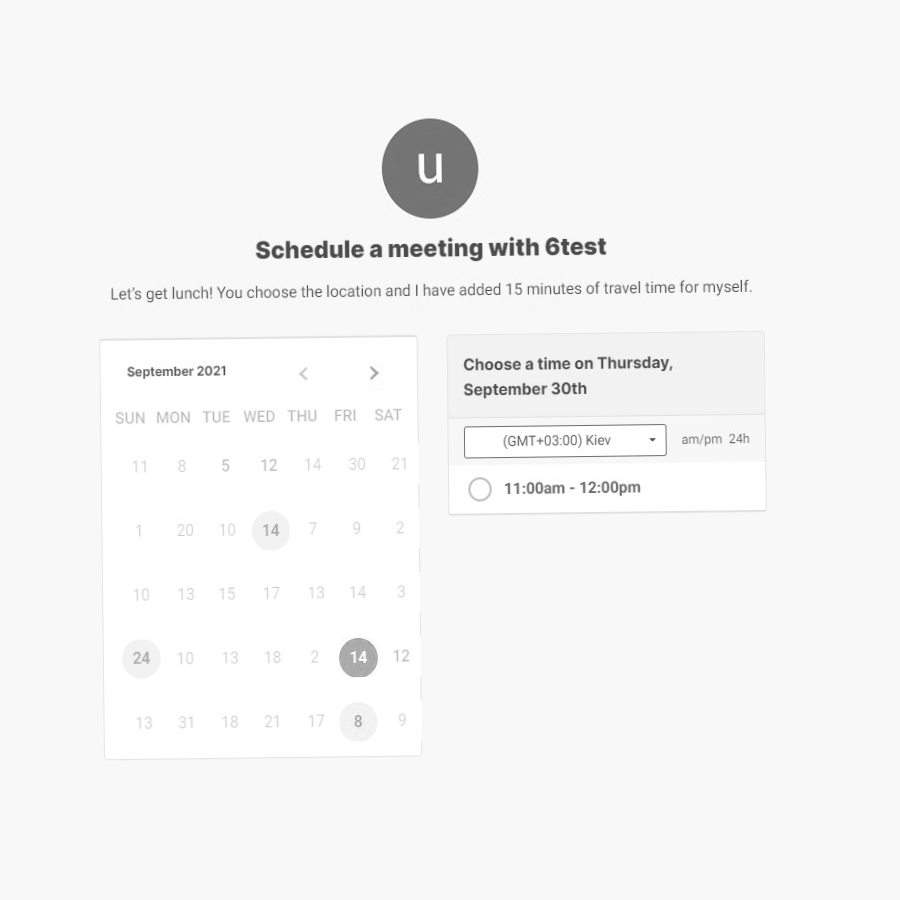 u
Schedule a meeting with 6test
Let's get lunch! You choose the location and I have added 15 minutes of travel time for myself.
September 2021
SUN MON TUE WED THU FRI SAT
11 8 5 12 14 30 21
1 20 10 14 7 9 2
10 13 15 17 13 14 3
24 10 13 18 2 14 12
13 31 18 21 17 8 9
Choose a time on Thursday,
September 30th
(GMT+03:00) Kiev am/pm 24h
11:00am - 12:00pm